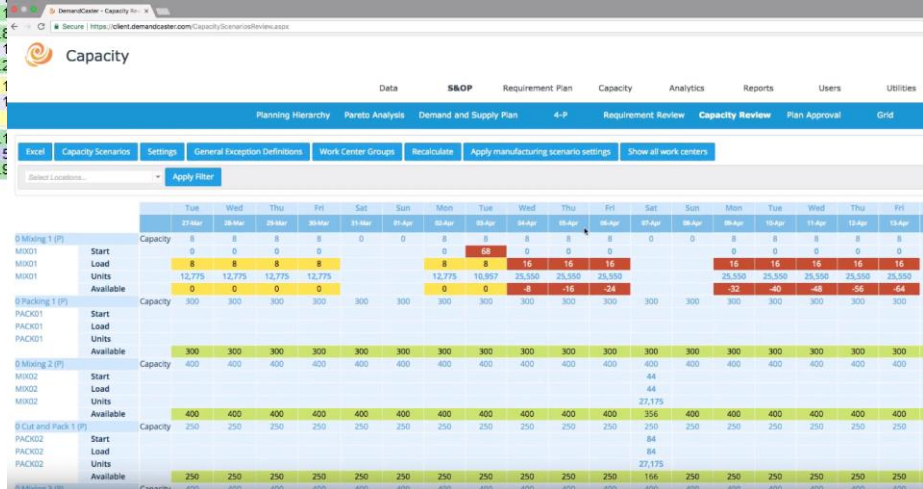 DemandCaster - Capacity Re
Secure | https://client.demandcaster.com/CapacityScenariosReview.aspx
Capacity
Data S&OP Requirement Plan Capacity Analytics Reports Users Utilities
Planning Hierarchy Pareto Analysis Demand and Supply Plan 4-P Requirement Review Capacity Review Plan Approval Grid
Excel Capacity Scenarios Settings General Exception Definitions Work Center Groups Recalculate Apply manufacturing scenario settings Show all work centers
Select Locations... Apply Filter
Tue Wed Thu Fri Sat Sun Mon Tue Wed Thu Fri Sat Sun Mon Tue Wed Thu Fri
27-Mar 28-Mar 29-Mar 30-Mar 31-Mar 01-Apr 02-Apr 03-Apr 04-Apr 05-Apr 06-Apr 07-Apr 08-Apr 09-Apr 10-Apr 11-Apr 12-Apr 13-Apr
0 Mixing 1 (P) Capacity 8 8 8 8 0 0 8 8 8 8 8 0 0 8 8 8 8 8
MIX01 Start 0 0 0 0 0 68 0 0 0 0 0 0 0 0
MIX01 Load 8 8 8 8 8 8 16 16 16 16 16 16 16 16
MIX01 Units 12,775 12,775 12,775 12,775 12,775 10,957 25,550 25,550 25,550 25,550 25,550 25,550 25,550 25,550
Available 0 0 0 0 0 0 -8 -16 -24 -32 -40 -48 -56 -64
0 Packing 1 (P) Capacity 300 300 300 300 300 300 300 300 300 300 300 300 300 300 300 300 300 300
PACK01 Start
PACK01 Load
PACK01 Units
Available 300 300 300 300 300 300 300 300 300 300 300 300 300 300 300 300 300 300
0 Mixing 2 (P) Capacity 400 400 400 400 400 400 400 400 400 400 400 400 400 400 400 400 400 400
MIX02 Start 44
MIX02 Load 44
MIX02 Units 27,175
Available 400 400 400 400 400 400 400 400 400 400 400 356 400 400 400 400 400 400
0 Cut and Pack 1 (P) Capacity 250 250 250 250 250 250 250 250 250 250 250 250 250 250 250 250 250 250
PACK02 Start 84
PACK02 Load 84
PACK02 Units 27,175
Available 250 250 250 250 250 250 250 250 250 250 250 166 250 250 250 250 250 250